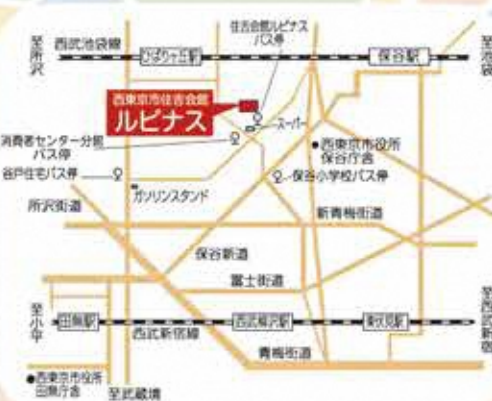 住吉会館ルピナス
バス停
至所沢
西武池袋線
ひばりヶ丘駅
保谷駅
至池袋
西東京市住吉会館
ルピナス
スーパー
消費者センター分館
バス停
西東京市役所
保谷庁舎
谷戸住宅バス停
保谷小学校バス停
ガソリンスタンド
所沢街道
新青梅街道
保谷新道
富士街道
至小平
田無駅
西武新宿線
西武柳沢駅
東伏見駅
至西武新宿
青梅街道
西東京市役所
田無庁舎
至武蔵境